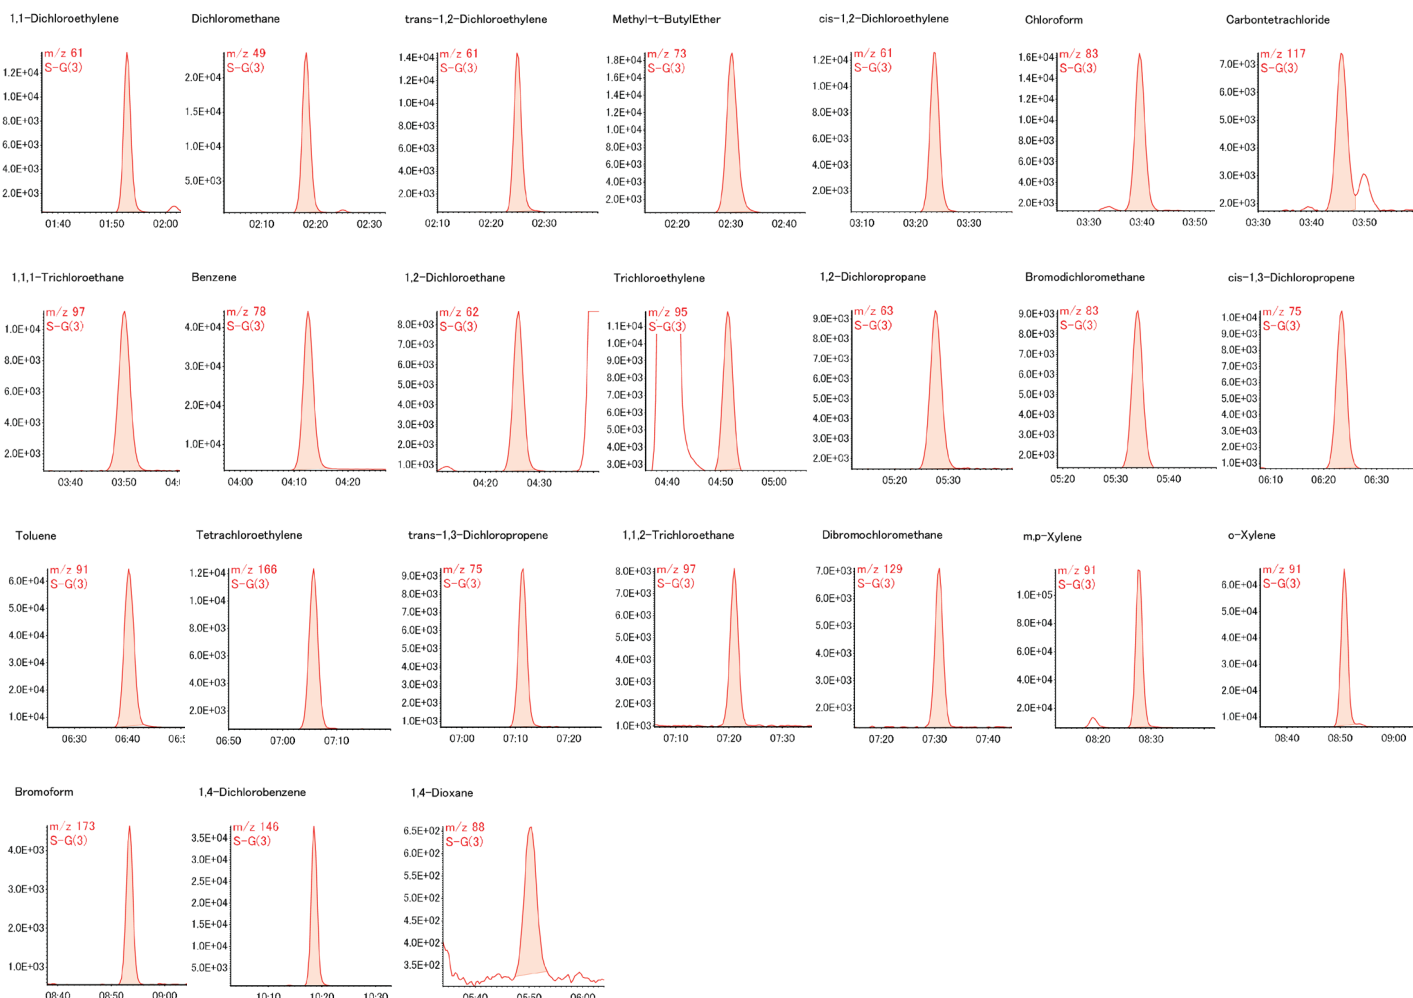 1,1-Dichloroethylene
m/z 61
S-G(3)
1.2E+04
1.0E+04
8.0E+03
6.0E+03
4.0E+03
2.0E+03
01:40 01:50 02:00
Dichloromethane
m/z 49
S-G(3)
2.0E+04
1.5E+04
1.0E+04
5.0E+03
02:10 02:20 02:30
trans-1,2-Dichloroethylene
m/z 61
S-G(3)
1.4E+04
1.2E+04
1.0E+04
8.0E+03
6.0E+03
4.0E+03
2.0E+03
02:10 02:20 02:30
Methyl-t-ButylEther
m/z 73
S-G(3)
1.8E+04
1.6E+04
1.4E+04
1.2E+04
1.0E+04
8.0E+03
6.0E+03
4.0E+03
2.0E+03
02:20 02:30 02:40
cis-1,2-Dichloroethylene
m/z 61
S-G(3)
1.2E+04
1.0E+04
8.0E+03
6.0E+03
4.0E+03
2.0E+03
03:10 03:20 03:30
Chloroform
m/z 83
S-G(3)
1.6E+04
1.4E+04
1.2E+04
1.0E+04
8.0E+03
6.0E+03
4.0E+03
2.0E+03
03:30 03:40 03:50
Carbontetrachloride
m/z 117
S-G(3)
7.0E+03
6.0E+03
5.0E+03
4.0E+03
3.0E+03
2.0E+03
03:30 03:40 03:50
1,1,1-Trichloroethane
m/z 97
S-G(3)
1.0E+04
8.0E+03
6.0E+03
4.0E+03
2.0E+03
03:40 03:50
Benzene
m/z 78
S-G(3)
4.0E+04
3.0E+04
2.0E+04
1.0E+04
04:00 04:10 04:20
1,2-Dichloroethane
m/z 62
S-G(3)
8.0E+03
7.0E+03
6.0E+03
5.0E+03
4.0E+03
3.0E+03
2.0E+03
1.0E+03
04:20 04:30
Trichloroethylene
m/z 95
S-G(3)
1.1E+04
1.0E+04
9.0E+03
8.0E+03
7.0E+03
6.0E+03
5.0E+03
4.0E+03
3.0E+03
04:40 04:50 05:00
1,2-Dichloropropane
m/z 63
S-G(3)
9.0E+03
8.0E+03
7.0E+03
6.0E+03
5.0E+03
4.0E+03
3.0E+03
2.0E+03
05:20 05:30
Bromodichloromethane
m/z 83
S-G(3)
9.0E+03
8.0E+03
7.0E+03
6.0E+03
5.0E+03
4.0E+03
3.0E+03
2.0E+03
05:20 05:30 05:40
cis-1,3-Dichloropropene
m/z 75
S-G(3)
1.0E+04
9.0E+03
8.0E+03
7.0E+03
6.0E+03
5.0E+03
4.0E+03
3.0E+03
2.0E+03
1.0E+03
06:10 06:20 06:30
Toluene
m/z 91
S-G(3)
6.0E+04
5.0E+04
4.0E+04
3.0E+04
2.0E+04
1.0E+04
06:30 06:40
Tetrachloroethylene
m/z 166
S-G(3)
1.2E+04
1.0E+04
8.0E+03
6.0E+03
4.0E+03
2.0E+03
06:50 07:00 07:10
trans-1,3-Dichloropropene
m/z 75
S-G(3)
9.0E+03
8.0E+03
7.0E+03
6.0E+03
5.0E+03
4.0E+03
3.0E+03
2.0E+03
1.0E+03
07:00 07:10 07:20
1,1,2-Trichloroethane
m/z 97
S-G(3)
8.0E+03
7.0E+03
6.0E+03
5.0E+03
4.0E+03
3.0E+03
2.0E+03
1.0E+03
07:10 07:20 07:30
Dibromochloromethane
m/z 129
S-G(3)
7.0E+03
6.0E+03
5.0E+03
4.0E+03
3.0E+03
2.0E+03
07:20 07:30 07:40
m.p-Xylene
m/z 91
S-G(3)
1.0E+05
8.0E+04
6.0E+04
4.0E+04
2.0E+04
08:20 08:30
o-Xylene
m/z 91
S-G(3)
6.0E+04
5.0E+04
4.0E+04
3.0E+04
2.0E+04
1.0E+04
08:40 08:50 09:00
Bromoform
m/z 173
S-G(3)
4.0E+03
3.0E+03
2.0E+03
1.0E+03
08:40 08:50 09:00
1,4-Dichlorobenzene
m/z 146
S-G(3)
3.5E+04
3.0E+04
2.5E+04
2.0E+04
1.5E+04
1.0E+04
5.0E+03
10:10 10:20 10:30
1,4-Dioxane
m/z 88
S-G(3)
6.5E+02
6.0E+02
5.5E+02
5.0E+02
4.5E+02
4.0E+02
3.5E+02
05:40 05:50 06:00